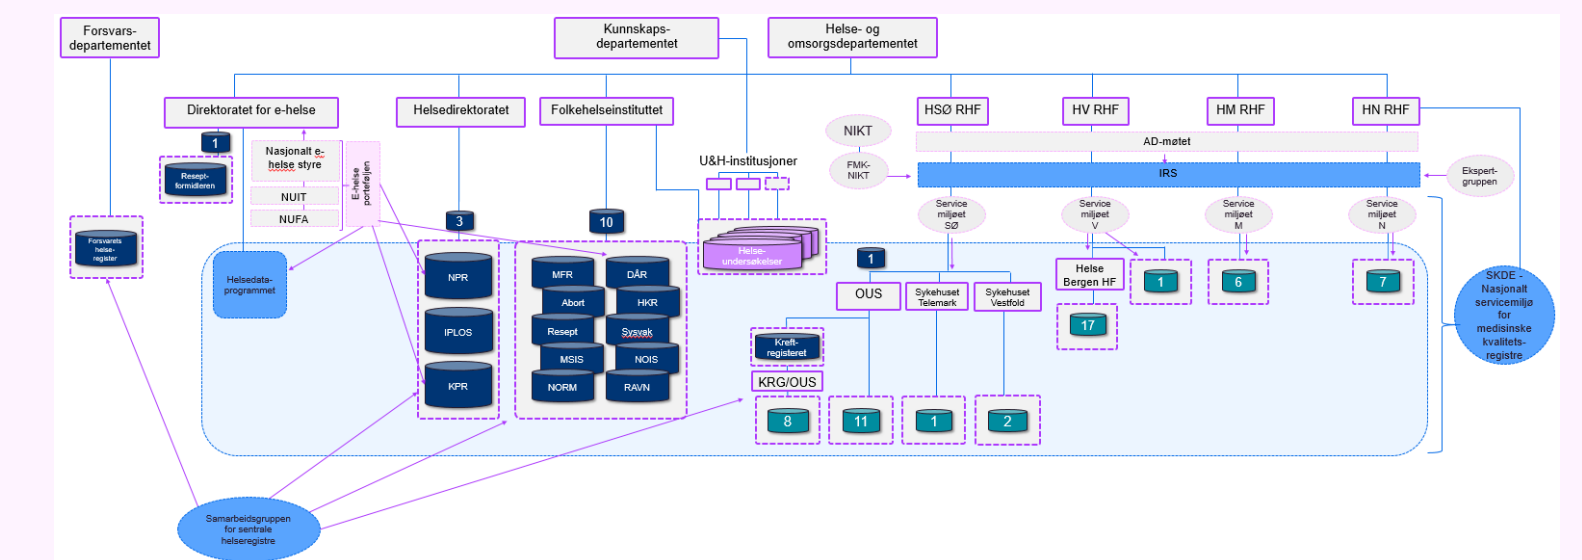 Forsvars-
departementet
Kunnskaps-
departementet
Helse- og
omsorgsdepartementet
Direktoratet for e-helse
Helsedirektoratet
Folkehelseinstituttet
HSØ RHF
HV RHF
HM RHF
HN RHF
1
Resept-
formidleren
Nasjonalt e-
helse styre
NUIT
NUFA
E-helse
porteføljen
3
10
U&H-institusjoner
NIKT
FMK-
NIKT
AD-møtet
IRS
Ekspert-
gruppen
Service
miljøet
SØ
Service
miljøet
V
Service
miljøet
M
Service
miljøet
N
Forsvarets
helse-
register
Helsedata-
programmet
NPR
IPLOS
KPR
MFR
DÅR
Abort
HKR
Resept
Sysvak
MSIS
NOIS
NORM
RAVN
Helse-
undersøkelser
1
OUS
Sykehuset
Telemark
Sykehuset
Vestfold
Helse
Bergen HF
1
6
7
17
Kreft-
registeret
KRG/OUS
8
11
1
2
SKDE -
Nasjonalt
servicemiljø
for
medisinske
kvalitets-
registre
Samarbeidsgruppen
for sentrale
helseregistre